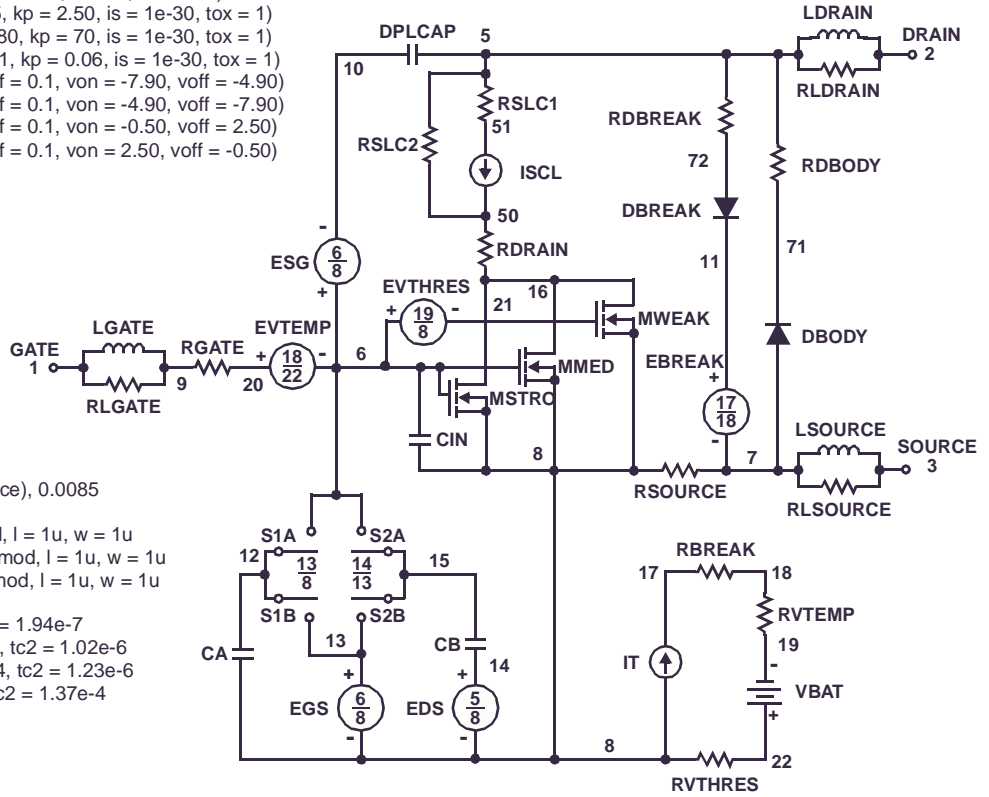 , kp = 2.50, is = 1e-30, tox = 1)
30, kp = 70, is = 1e-30, tox = 1)
1, kp = 0.06, is = 1e-30, tox = 1)
f = 0.1, von = -7.90, voff = -4.90)
f = 0.1, von = -4.90, voff = -7.90)
f = 0.1, von = -0.50, voff = 2.50)
f = 0.1, von = 2.50, voff = -0.50)
DPLCAP
5
10
LDRAIN
DRAIN
2
RLDRAIN
RSLC1
51
RSLC2
ISCL
50
RDRAIN
RDBREAK
72
RDBODY
DBREAK
71
11
-
ESG
6
8
+
EVTHRES
+
19
8
-
16
21
MWEAK
LGATE
GATE
1
RLGATE
9
RGATE
20
EVTEMP
+
18
22
-
6
MMED
MSTRO
DBODY
EBREAK
+
17
18
-
CIN
8
RSOURCE
7
LSOURCE
SOURCE
3
RLSOURCE
ce), 0.0085
d, l = 1u, w = 1u
mod, l = 1u, w = 1u
nod, l = 1u, w = 1u
= 1.94e-7
, tc2 = 1.02e-6
4, tc2 = 1.23e-6
c2 = 1.37e-4
S1A
S2A
12
13
8
14
13
15
S1B
S2B
13
CA
CB
14
+
EGS
6
8
-
+
EDS
5
8
-
RBREAK
17
18
RVTEMP
19
IT
-
VBAT
+
8
22
RVTHRES